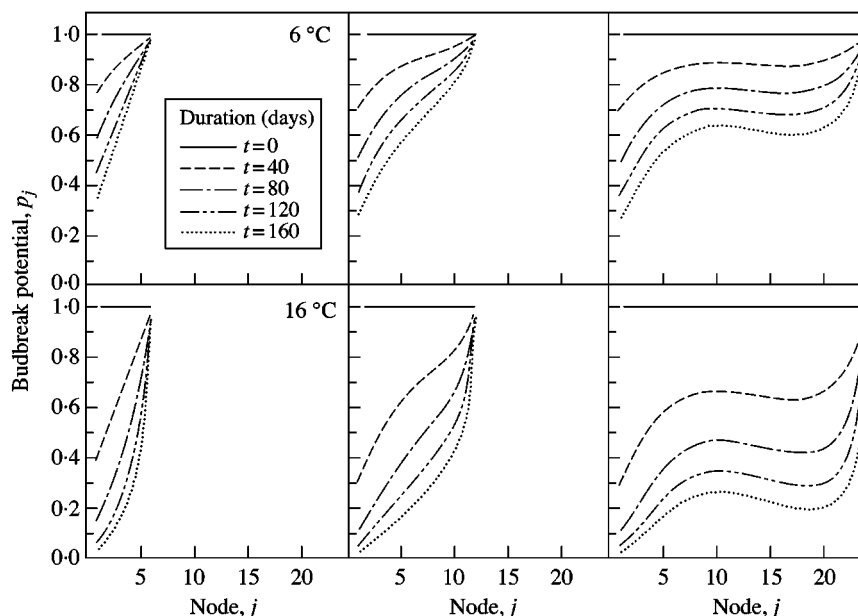 1·0
0·8
0·6
0·4
0·2
0·0
6 °C
Duration (days)
t=0
t=40
t=80
t=120
t=160
1·0
0·8
0·6
0·4
0·2
0·0
16 °C
Budbreak potential, pj
5 10 15 20
5 10 15 20
5 10 15 20
Node, j
Node, j
Node, j